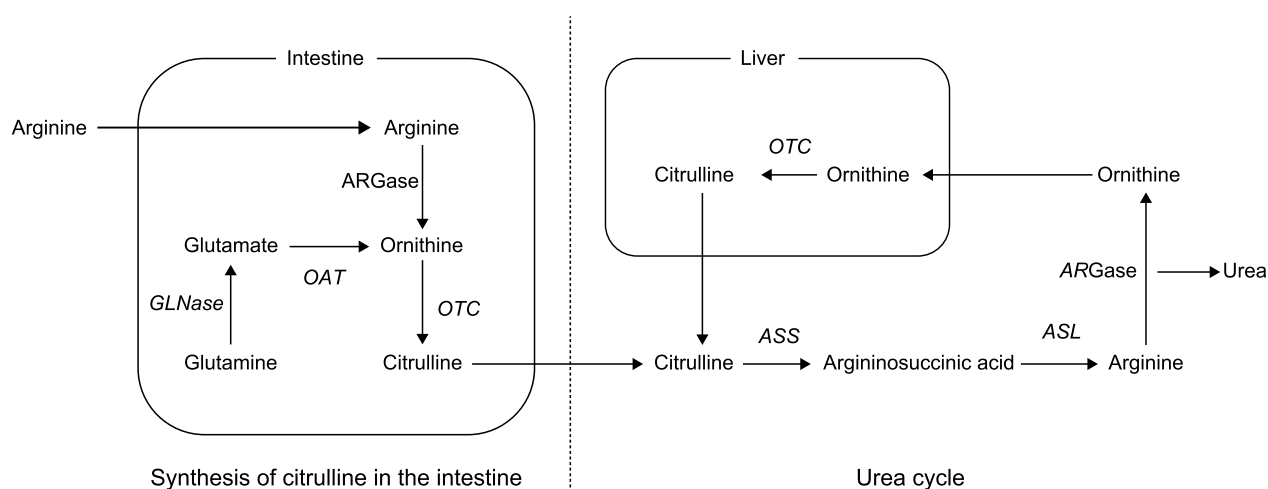 Intestine
Liver
Arginine
Arginine
OTC
Citrulline
Ornithine
Ornithine
ARGase
Glutamate
Ornithine
OAT
ARGase
Urea
GLNase
OTC
ASS
ASL
Glutamine
Citrulline
Citrulline
Argininosuccinic acid
Arginine
Synthesis of citrulline in the intestine
Urea cycle